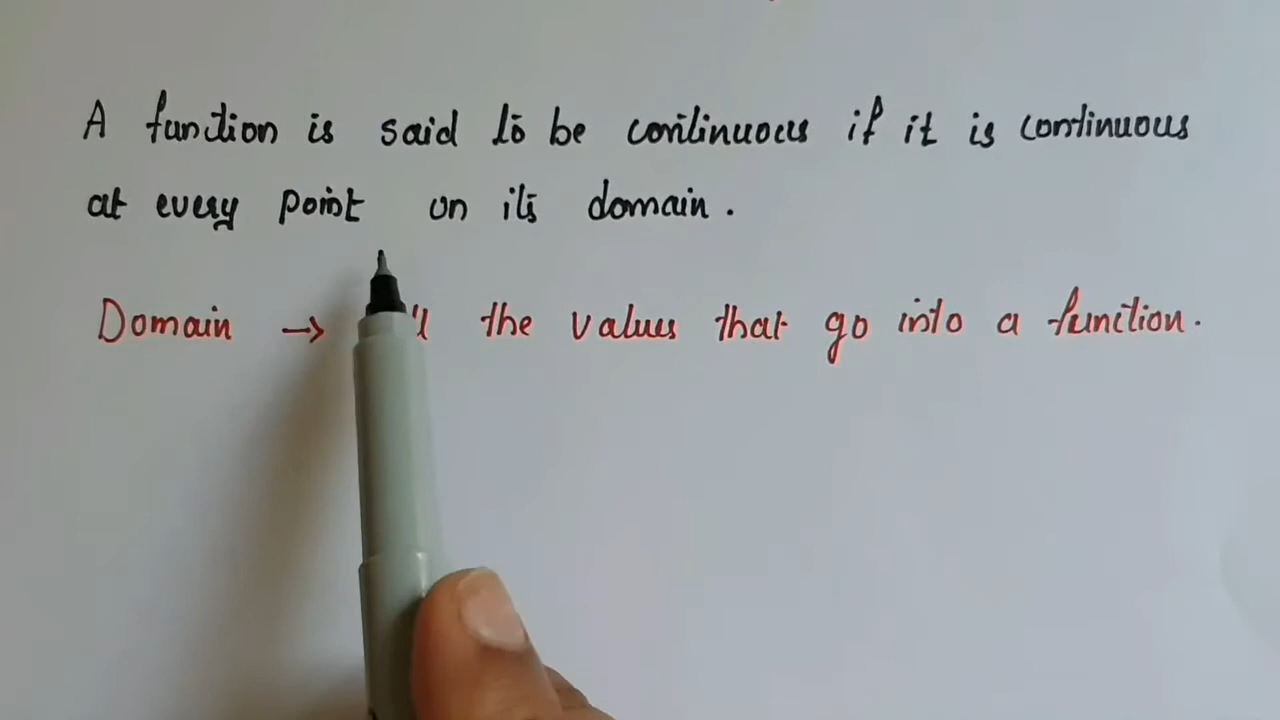 A function is said to be continuous if it is continuous
at every point on its domain.
Domain → the values that go into a function.